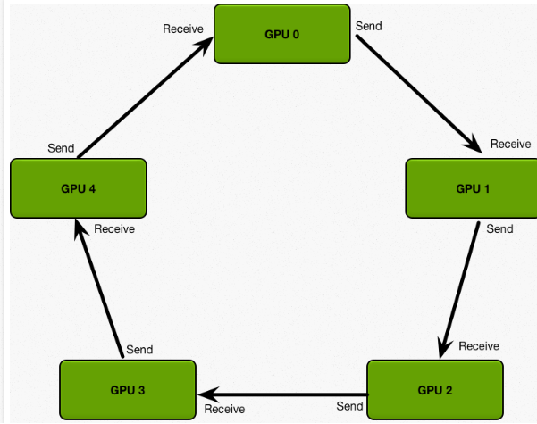 GPU 0
Receive
Send
Send
Receive
GPU 4
GPU 1
Receive
Send
Send
Receive
GPU 3
GPU 2
Receive
Send